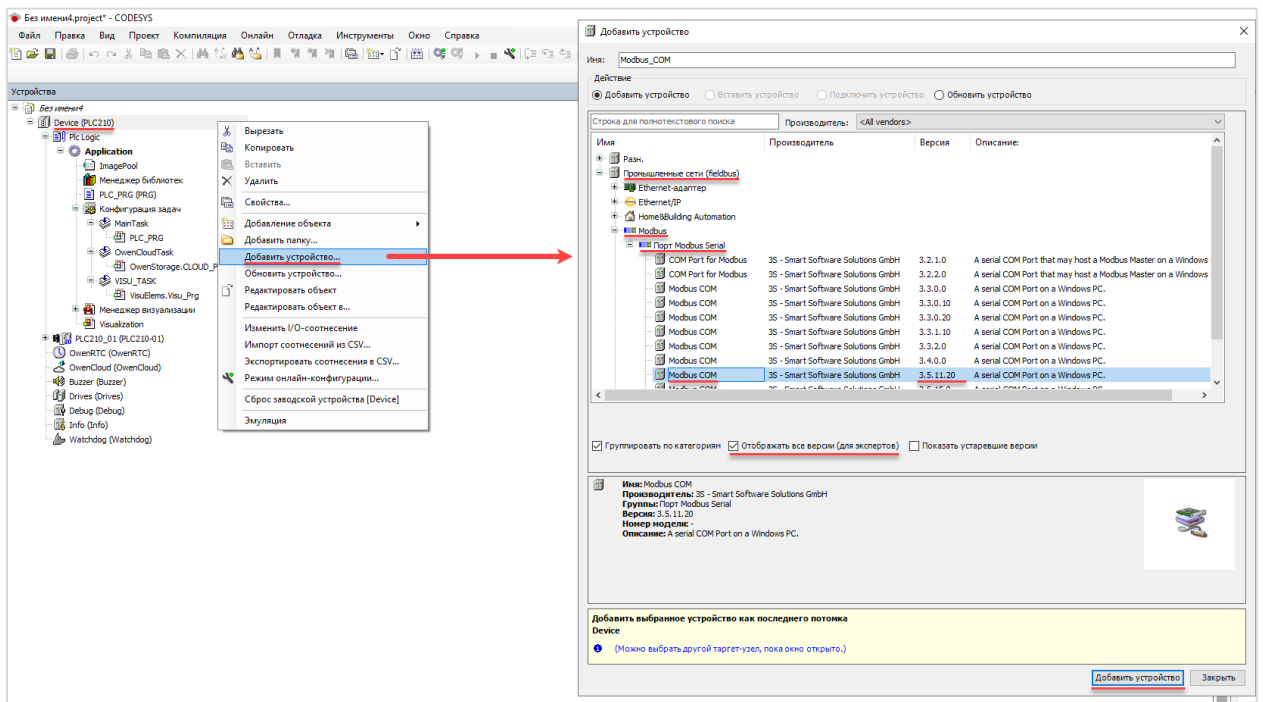 Без имени4.project* - CODESYS
Файл Правка Вид Проект Компиляция Онлайн Отладка Инструменты Окно Справка
Устройства
Без имени4
Device (PLC210)
Plc Logic
Application
ImagePool
Менеджер библиотек
PLC_PRG (PRG)
Конфигурация задач
MainTask
PLC_PRG
OwenCloudTask
OwenStorage.CLOUD_P
VISU_TASK
VisuElems.Visu_Prg
Менеджер визуализации
Visualization
PLC210_01 (PLC210-01)
OwenRTC (OwenRTC)
OwenCloud (OwenCloud)
Buzzer (Buzzer)
Drives (Drives)
Debug (Debug)
Info (Info)
Watchdog (Watchdog)
Вырезать
Копировать
Вставить
Удалить
Свойства...
Добавление объекта
Добавить папку...
Добавить устройство...
Обновить устройство...
Редактировать объект
Редактировать объект в...
Изменить I/O-соотнесение
Импорт соотнесений из CSV...
Экспортировать соотнесения в CSV...
Режим онлайн-конфигурации...
Сброс заводской устройства [Device]
Эмуляция
Добавить устройство
Имя: Modbus_COM
Действие
Добавить устройство Вставить устройство Подключить устройство Обновить устройство
Строка для полнотекстового поиска Производитель: <All vendors>
Имя Производитель Версия Описание:
Разн.
Промышленные сети (fieldbus)
Ethernet-адаптер
Ethernet/IP
Home&Building Automation
Modbus
Порт Modbus Serial
COM Port for Modbus 3S - Smart Software Solutions GmbH 3.2.1.0 A serial COM Port that may host a Modbus Master on a Windows
COM Port for Modbus 3S - Smart Software Solutions GmbH 3.2.2.0 A serial COM Port that may host a Modbus Master on a Windows
Modbus COM 3S - Smart Software Solutions GmbH 3.3.0.0 A serial COM Port on a Windows PC.
Modbus COM 3S - Smart Software Solutions GmbH 3.3.0.10 A serial COM Port on a Windows PC.
Modbus COM 3S - Smart Software Solutions GmbH 3.3.0.20 A serial COM Port on a Windows PC.
Modbus COM 3S - Smart Software Solutions GmbH 3.3.1.10 A serial COM Port on a Windows PC.
Modbus COM 3S - Smart Software Solutions GmbH 3.3.2.0 A serial COM Port on a Windows PC.
Modbus COM 3S - Smart Software Solutions GmbH 3.4.0.0 A serial COM Port on a Windows PC.
Modbus COM 3S - Smart Software Solutions GmbH 3.5.11.20 A serial COM Port on a Windows PC.
Группировать по категориям Отображать все версии (для экспертов) Показать устаревшие версии
Имя: Modbus COM
Производитель: 3S - Smart Software Solutions GmbH
Группы: Порт Modbus Serial
Версия: 3.5.11.20
Номер модели: -
Описание: A serial COM Port on a Windows PC.
Добавить выбранное устройство как последнего потомка
Device
(Можно выбрать другой таргет-узел, пока окно открыто.)
Добавить устройство Закрыть